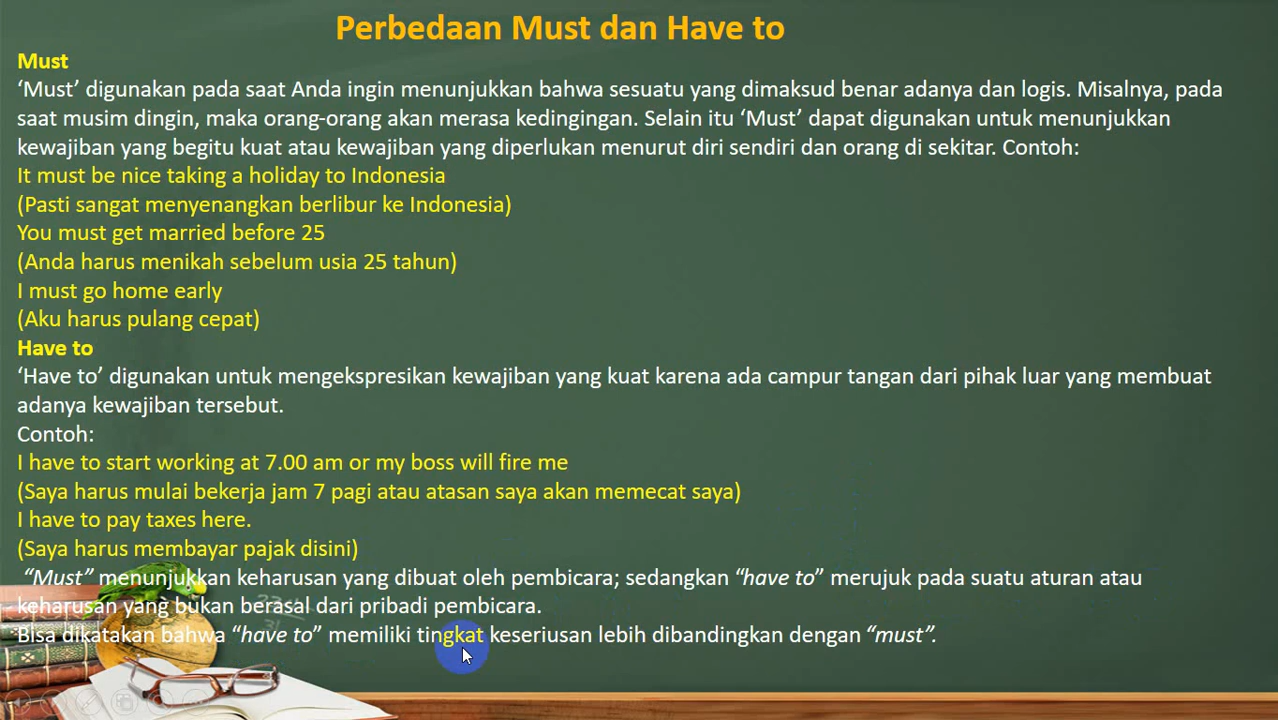 Perbedaan Must dan Have to
Must
‘Must’ digunakan pada saat Anda ingin menunjukkan bahwa sesuatu yang dimaksud benar adanya dan logis. Misalnya, pada
saat musim dingin, maka orang-orang akan merasa kedingingan. Selain itu ‘Must’ dapat digunakan untuk menunjukkan
kewajiban yang begitu kuat atau kewajiban yang diperlukan menurut diri sendiri dan orang di sekitar. Contoh:
It must be nice taking a holiday to Indonesia
(Pasti sangat menyenangkan berlibur ke Indonesia)
You must get married before 25
(Anda harus menikah sebelum usia 25 tahun)
I must go home early
(Aku harus pulang cepat)
Have to
‘Have to’ digunakan untuk mengekspresikan kewajiban yang kuat karena ada campur tangan dari pihak luar yang membuat
adanya kewajiban tersebut.
Contoh:
I have to start working at 7.00 am or my boss will fire me
(Saya harus mulai bekerja jam 7 pagi atau atasan saya akan memecat saya)
I have to pay taxes here.
(Saya harus membayar pajak disini)
“Must” menunjukkan keharusan yang dibuat oleh pembicara; sedangkan “have to” merujuk pada suatu aturan atau
keharusan yang bukan berasal dari pribadi pembicara.
Bisa dikatakan bahwa “have to” memiliki tingkat keseriusan lebih dibandingkan dengan “must”.